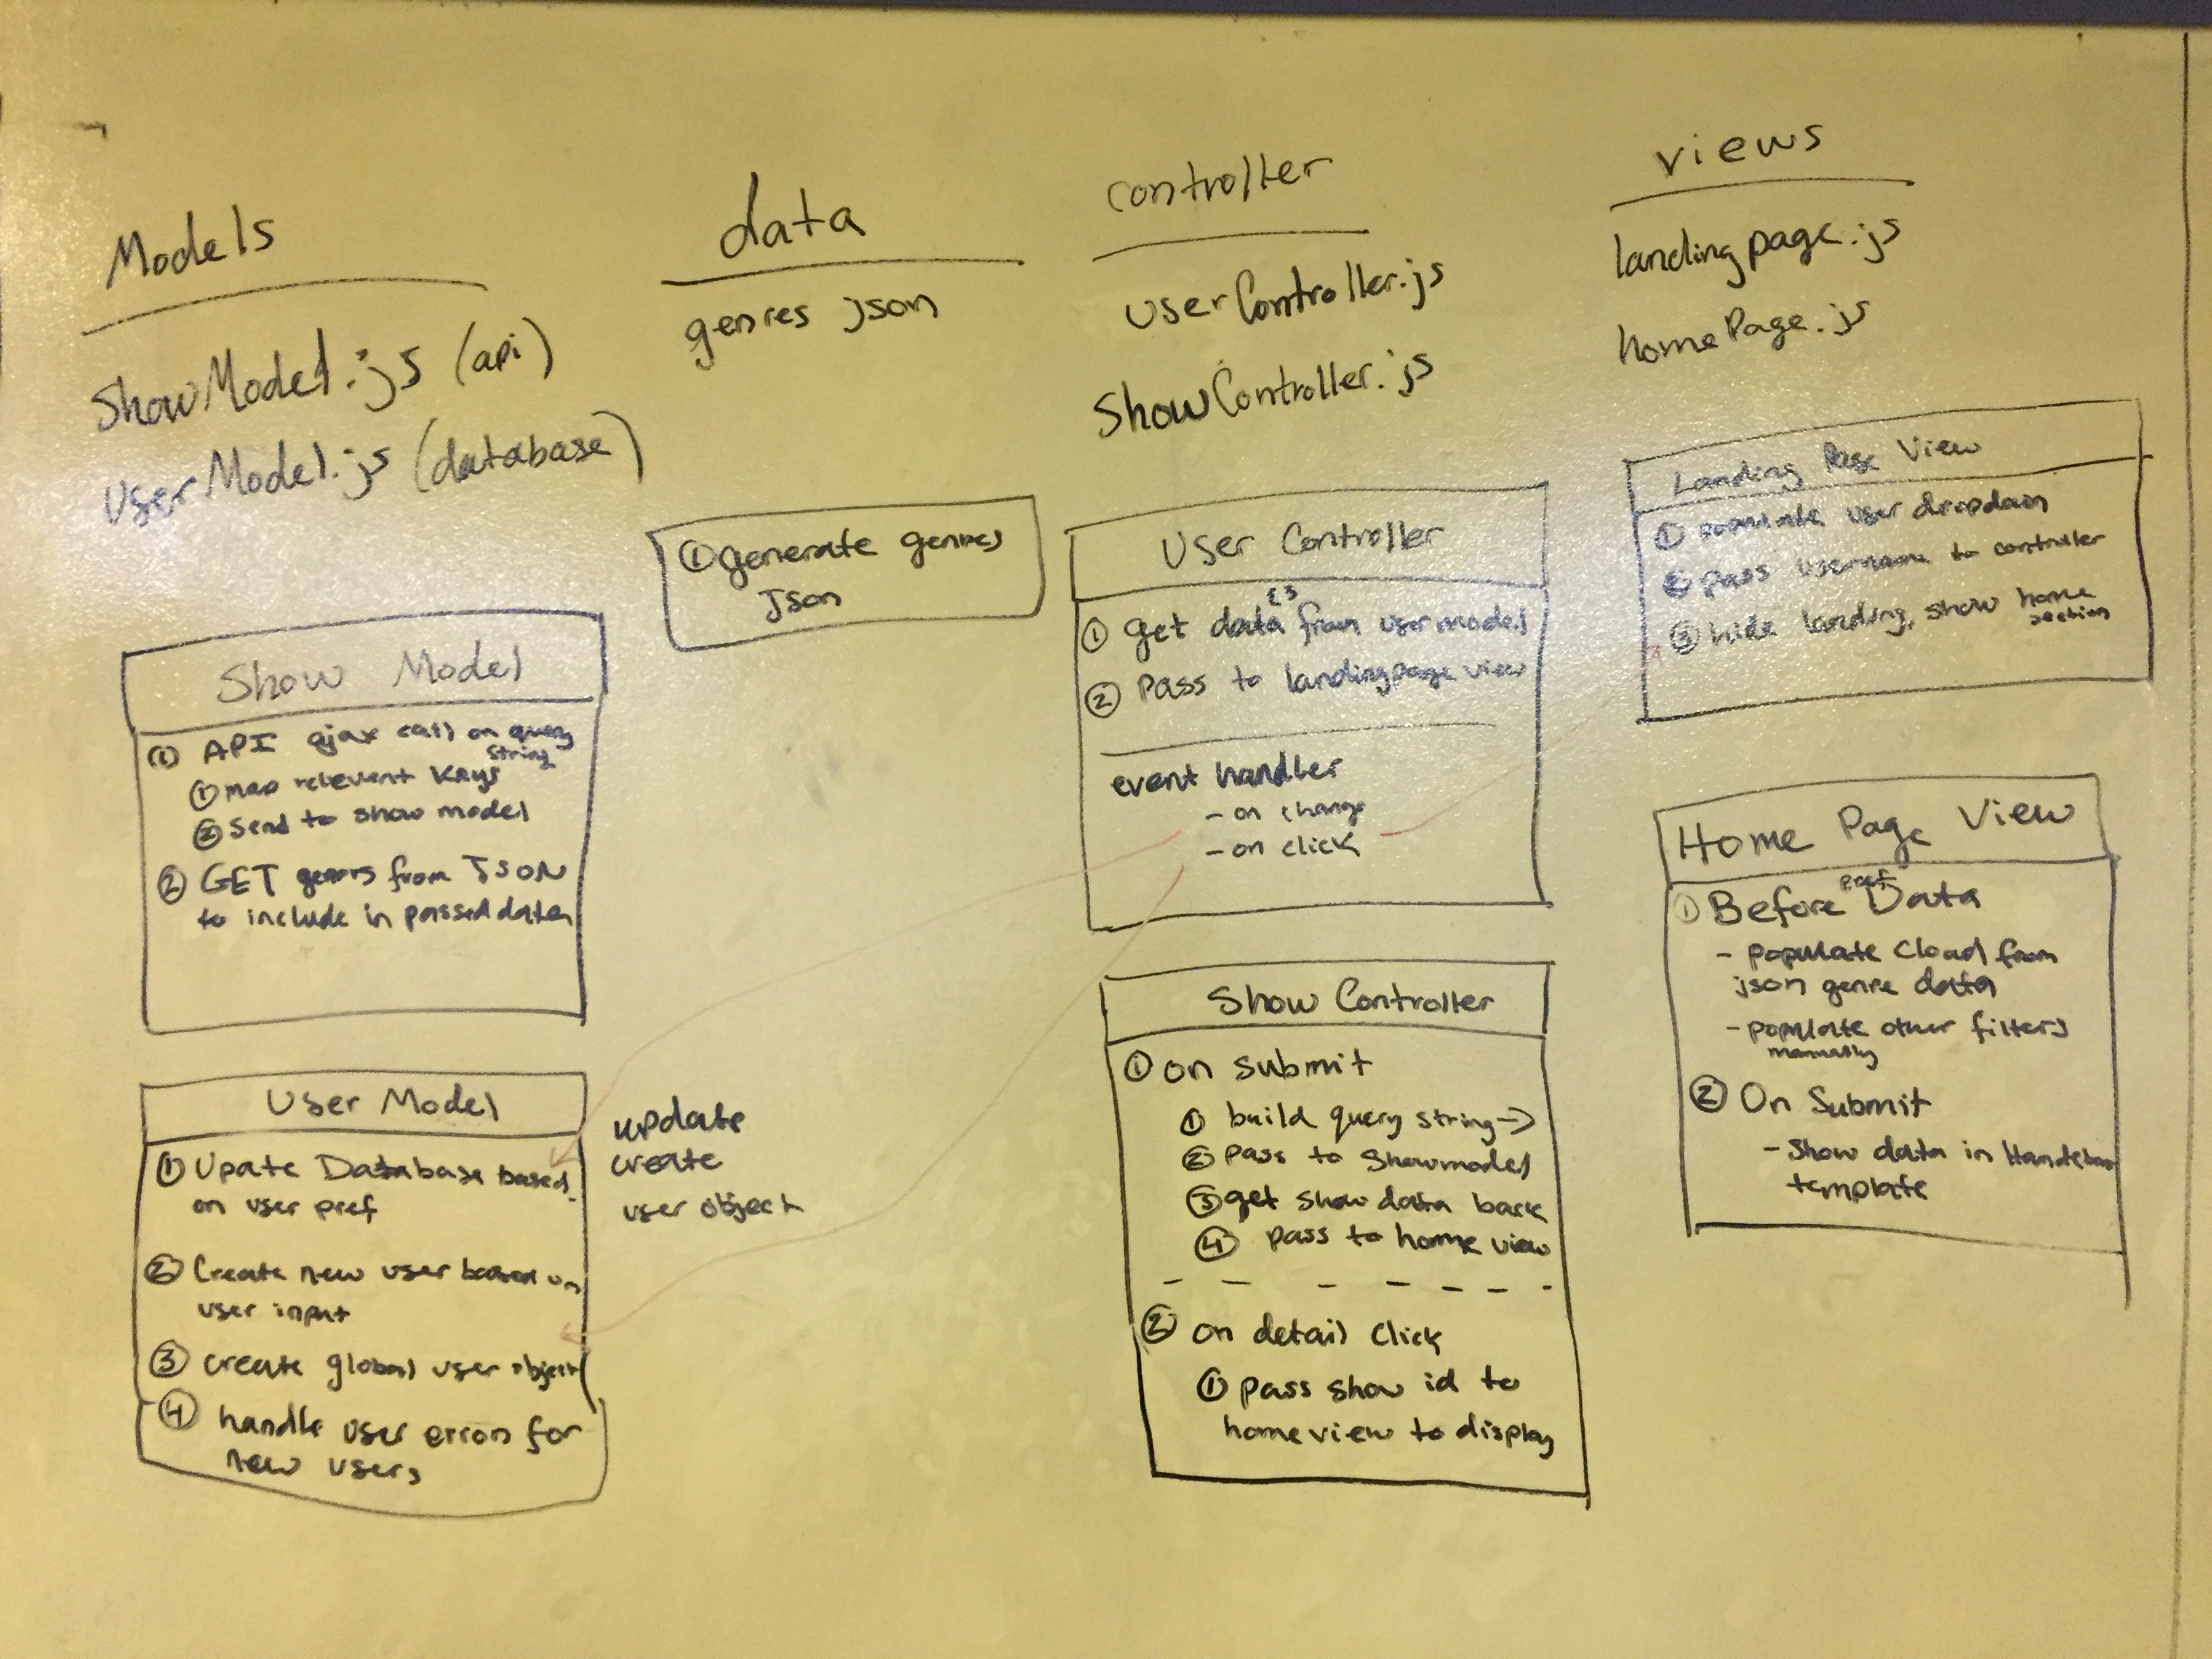 Models
ShowModel.js (api)
UserModel.js (database)
Show Model
① API ajax call on query
string
① map relevent keys
② Send to show model
② GET genres from JSON
to include in passed data
User Model
① Upate Database based
on user pref
② Create new user based on
user input
③ create global user object
④ handle user error for
new users
update
create
user object
data
genres json
① generate genres
Json
controller
userController.js
ShowController.js
User Controller
① get data from usermodel
② Pass to landingpage view
event handler
- on change
- on click
Show Controller
① on submit
① build query string →
② pass to showmodel
③ get show data back
④ pass to home view
② on detail click
① pass show id to
home view to display
views
landingpage.js
homePage.js
Landing Page View
① populate user dropdown
② pass username to controller
③ hide landing, show home
section
Home Page View
① Before pref Data
- populate cloud from
json genre data
- populate other filters
manually
② On Submit
- Show data in Handlebar
template